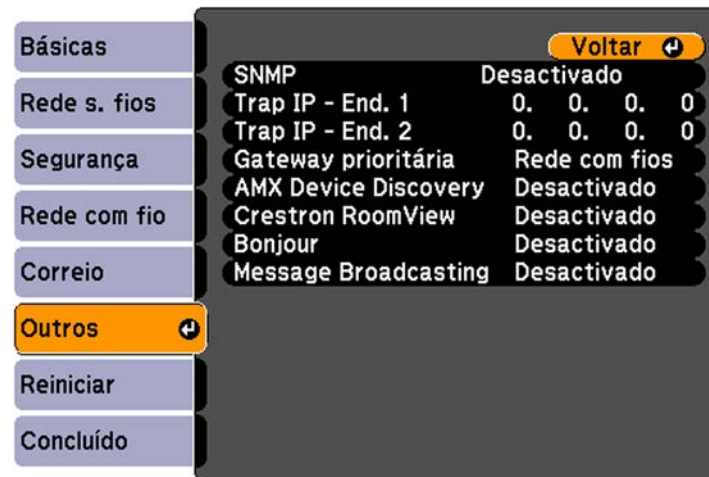 Básicas
Rede s. fios
Segurança
Rede com fio
Correio
Outros
Reiniciar
Concluído
Voltar
SNMP Desactivado
Trap IP - End. 1 0. 0. 0. 0
Trap IP - End. 2 0. 0. 0. 0
Gateway prioritária Rede com fios
AMX Device Discovery Desactivado
Crestron RoomView Desactivado
Bonjour Desactivado
Message Broadcasting Desactivado